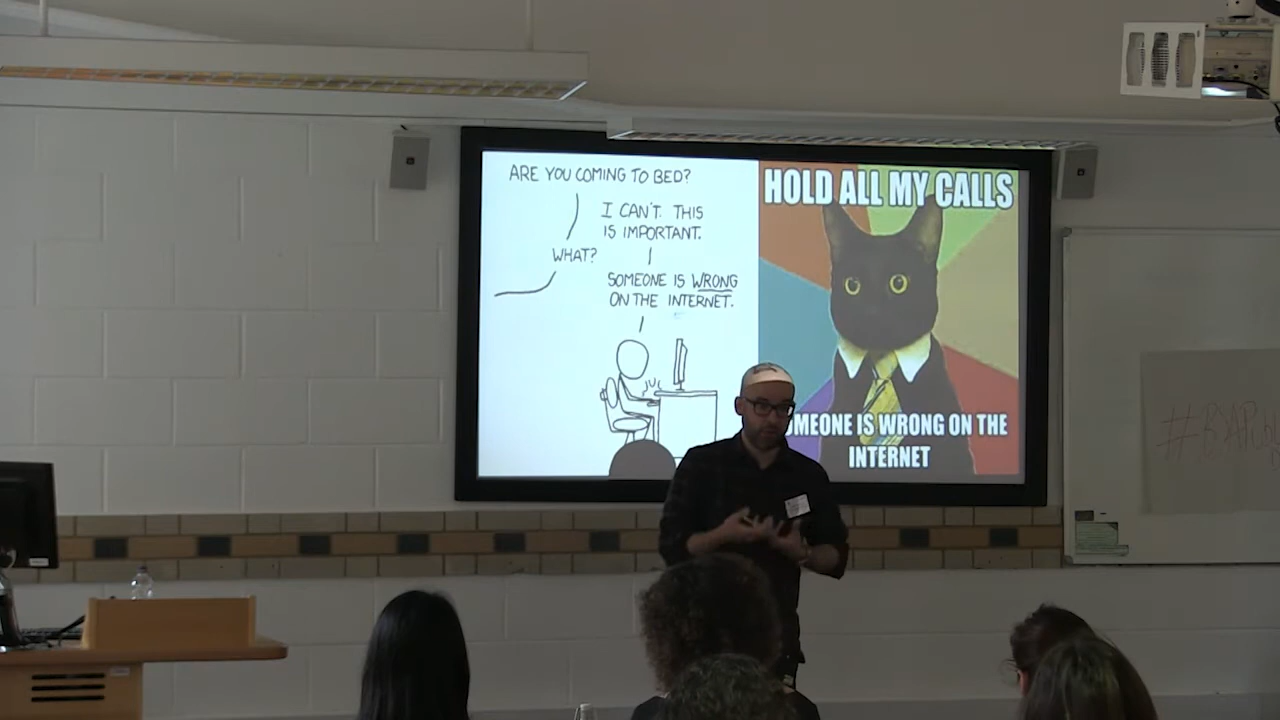 ARE YOU COMING TO BED?
I CAN'T. THIS
IS IMPORTANT.
WHAT?
SOMEONE IS WRONG
ON THE INTERNET.
HOLD ALL MY CALLS
OMEONE IS WRONG ON THE
INTERNET